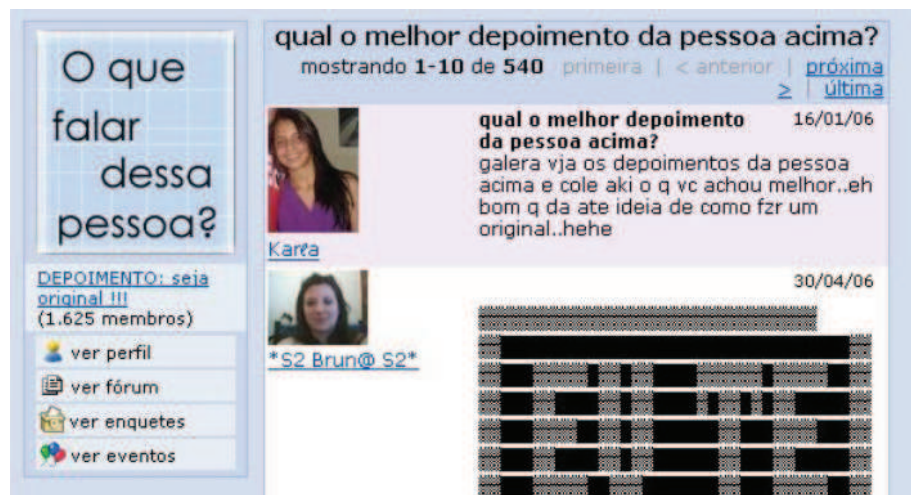 O que
falar
dessa
pessoa?
DEPOIMENTO: seja
original !!!
(1.625 membros)
ver perfil
ver fórum
ver enquetes
ver eventos
qual o melhor depoimento da pessoa acima?
mostrando 1-10 de 540 primeira | < anterior | próxima
> | última
Karℓa
qual o melhor depoimento 16/01/06
da pessoa acima?
galera vja os depoimentos da pessoa
acima e cole aki o q vc achou melhor..eh
bom q da ate ideia de como fzr um
original..hehe
*S2 Brun@ S2*
30/04/06